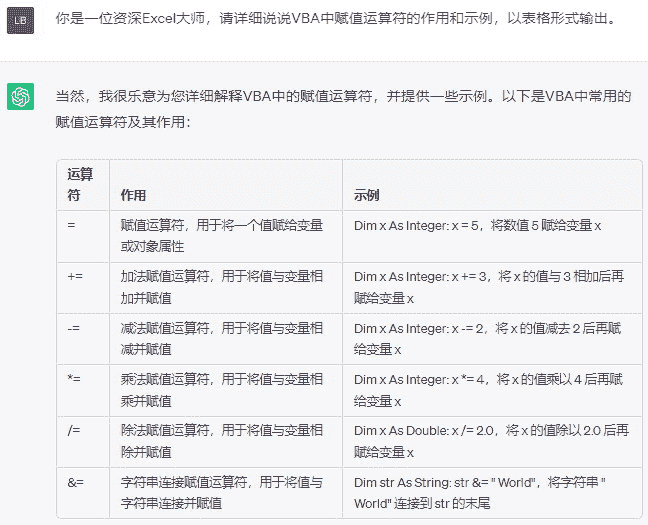 LB
你是一位资深Excel大师，请详细说说VBA中赋值运算符的作用和示例，以表格形式输出。
当然，我很乐意为您详细解释VBA中的赋值运算符，并提供一些示例。以下是VBA中常用的
赋值运算符及其作用：
运算
符 作用 示例
= 赋值运算符，用于将一个值赋给变量 Dim x As Integer: x = 5，将数值 5 赋给变量 x
或对象属性
+= 加法赋值运算符，用于将值与变量相 Dim x As Integer: x += 3，将 x 的值与 3 相加后再
加并赋值 赋给变量 x
-= 减法赋值运算符，用于将值与变量相 Dim x As Integer: x -= 2，将 x 的值减去 2 后再赋
减并赋值 给变量 x
*= 乘法赋值运算符，用于将值与变量相 Dim x As Integer: x *= 4，将 x 的值乘以 4 后再赋
乘并赋值 给变量 x
/= 除法赋值运算符，用于将值与变量相 Dim x As Double: x /= 2.0，将 x 的值除以 2.0 后再
除并赋值 赋给变量 x
&= 字符串连接赋值运算符，用于将值与 Dim str As String: str &= " World"，将字符串 "
字符串连接并赋值 World" 连接到 str 的末尾